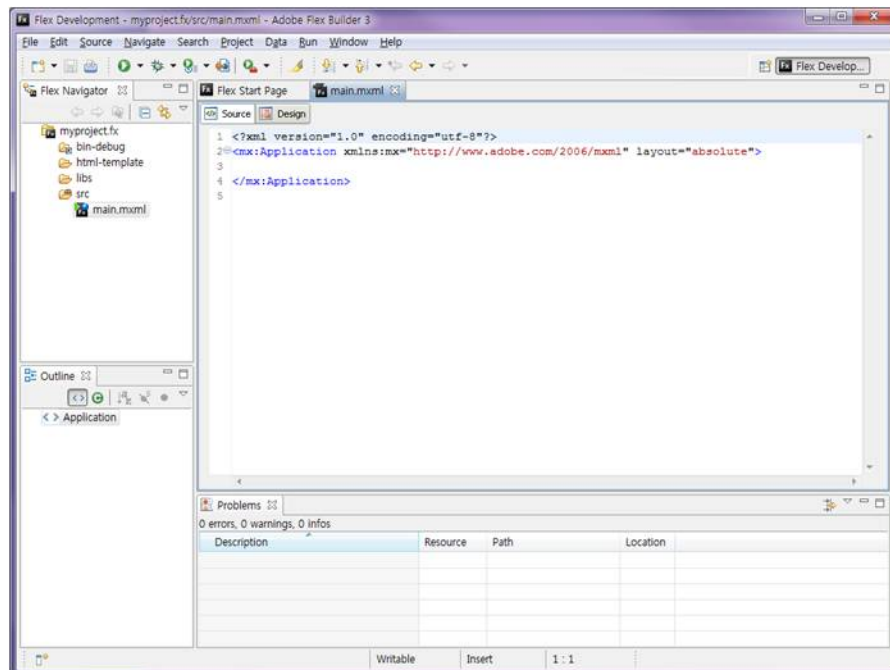 Flex Development - myproject.fx/src/main.mxml - Adobe Flex Builder 3
File Edit Source Navigate Search Project Data Run Window Help
Flex Develop...
Flex Navigator
Flex Start Page main.mxml
Source Design
myproject.fx
bin-debug
html-template
libs
src
main.mxml
1 <?xml version="1.0" encoding="utf-8"?>
2 <mx:Application xmlns:mx="http://www.adobe.com/2006/mxml" layout="absolute">
3
4 </mx:Application>
5
Outline
< > Application
Problems
0 errors, 0 warnings, 0 infos
Description Resource Path Location
Writable Insert 1 : 1